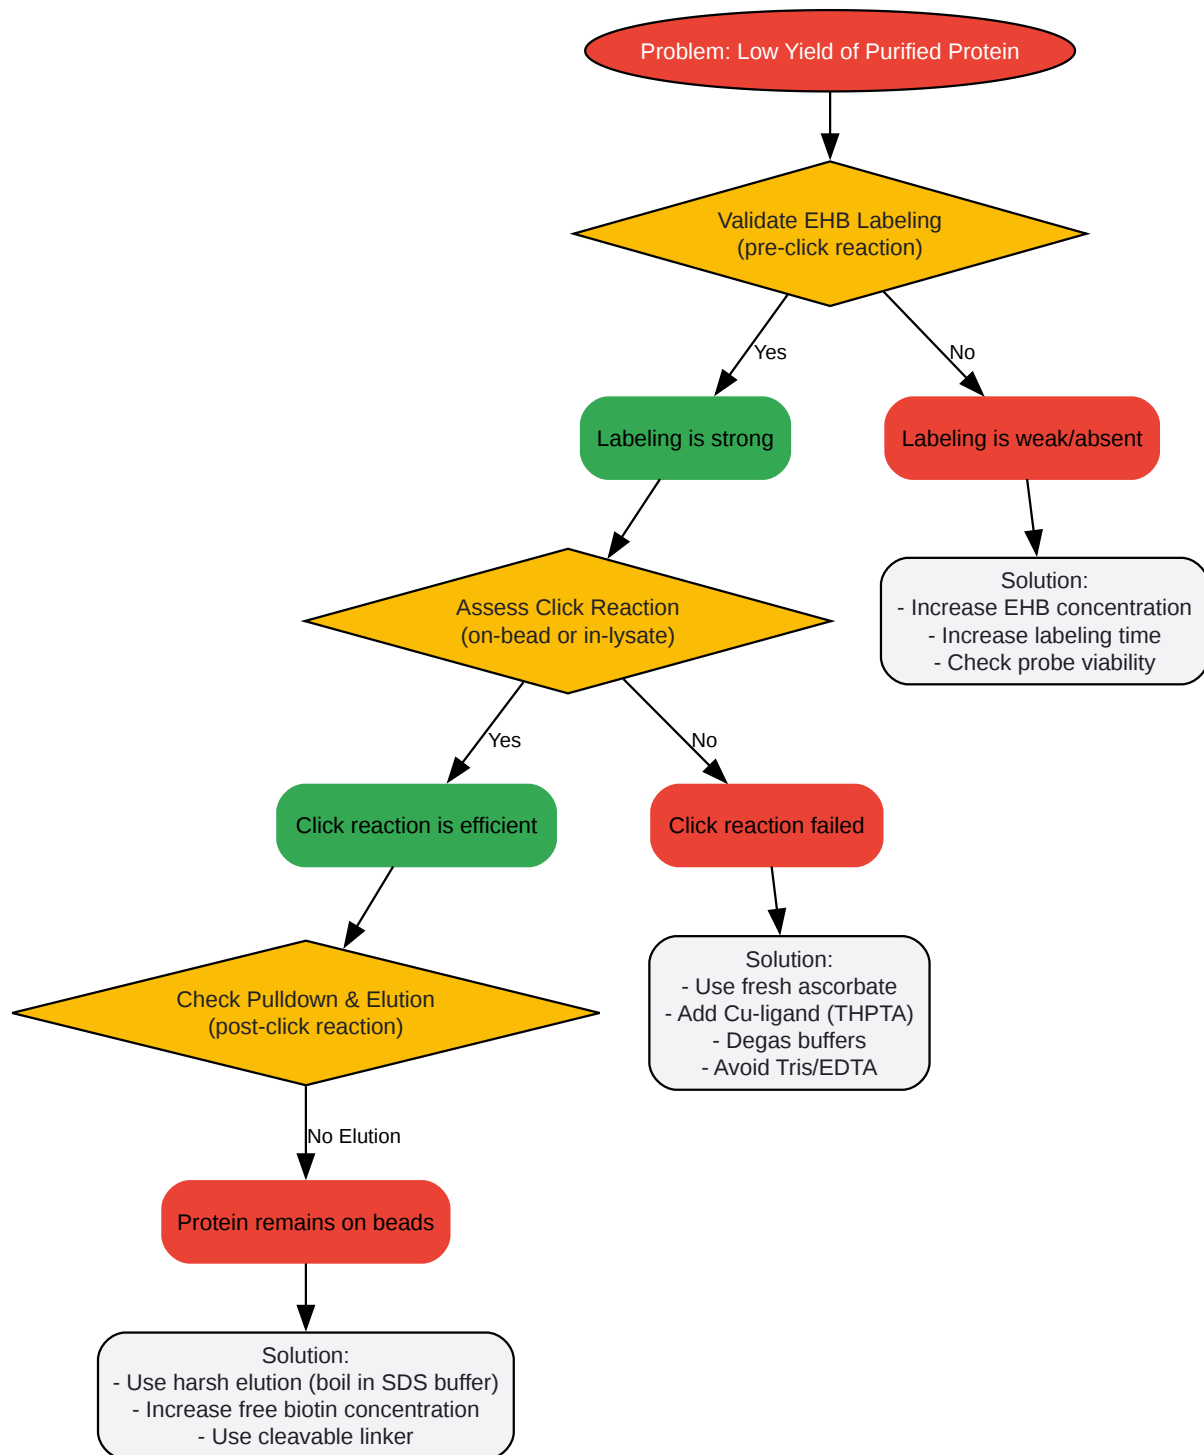 Problem: Low Yield of Purified Protein
Validate EHB Labeling
(pre-click reaction)
Yes
No
Labeling is strong
Labeling is weak/absent
Assess Click Reaction
(on-bead or in-lysate)
Solution:
- Increase EHB concentration
- Increase labeling time
- Check probe viability
Yes
No
Click reaction is efficient
Click reaction failed
Check Pulldown & Elution
(post-click reaction)
Solution:
- Use fresh ascorbate
- Add Cu-ligand (THPTA)
- Degas buffers
- Avoid Tris/EDTA
No Elution
Protein remains on beads
Solution:
- Use harsh elution (boil in SDS buffer)
- Increase free biotin concentration
- Use cleavable linker